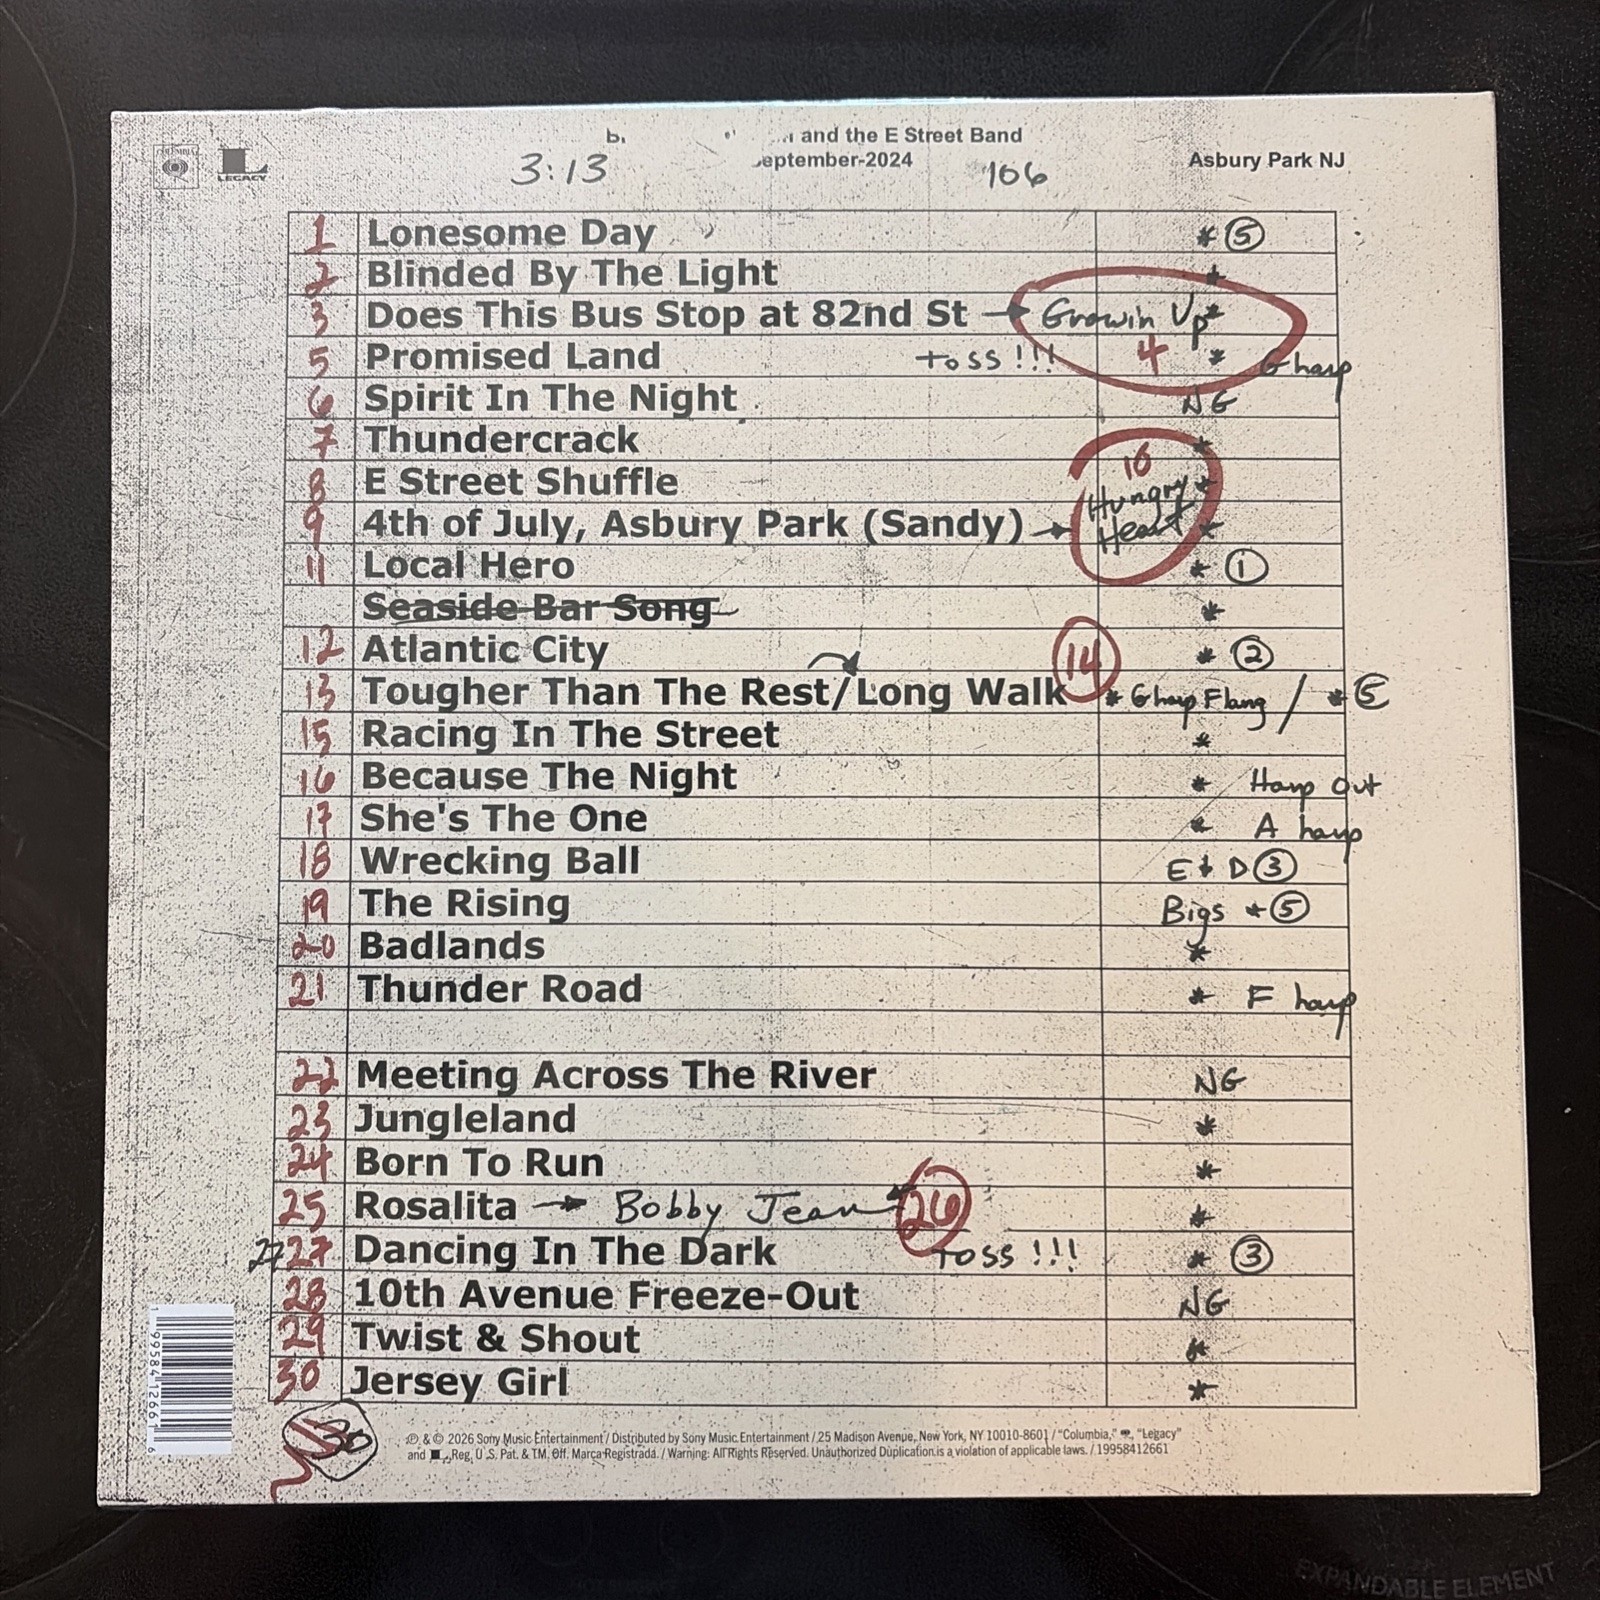 and the E Street Band
COLUMBIA LEGACY 3:13 eptember-2024 106 Asbury Park NJ
1 Lonesome Day * 5
2 Blinded By The Light *
3 Does This Bus Stop at 82nd St → Growin Up *
5 Promised Land toss !!! 4 * G harp
6 Spirit In The Night NG
7 Thundercrack *
8 E Street Shuffle *
9 4th of July, Asbury Park (Sandy) → 10 Hungry Heart *
11 Local Hero * 1
Seaside Bar Song *
12 Atlantic City * 2
13 Tougher Than The Rest/Long Walk 14 * G harp Flang / *
15 Racing In The Street *
16 Because The Night * Harp Out
17 She's The One * A harp
18 Wrecking Ball E + D 3
19 The Rising Bigs * 5
20 Badlands *
21 Thunder Road * F harp
22 Meeting Across The River NG
23 Jungleland *
24 Born To Run *
25 Rosalita → Bobby Jean 26 *
27 27 Dancing In The Dark toss !!! * 3
28 10th Avenue Freeze-Out NG
29 Twist & Shout *
30 Jersey Girl *
30
℗ & © 2026 Sony Music Entertainment / Distributed by Sony Music Entertainment / 25 Madison Avenue, New York, NY 10010-8601 / "Columbia," "Legacy"
and Reg. U.S. Pat. & TM. Off. Marca Registrada. / Warning: All Rights Reserved. Unauthorized Duplication is a violation of applicable laws. / 19958412661
1 99584 12661 6
EXPANDABLE ELEMENT